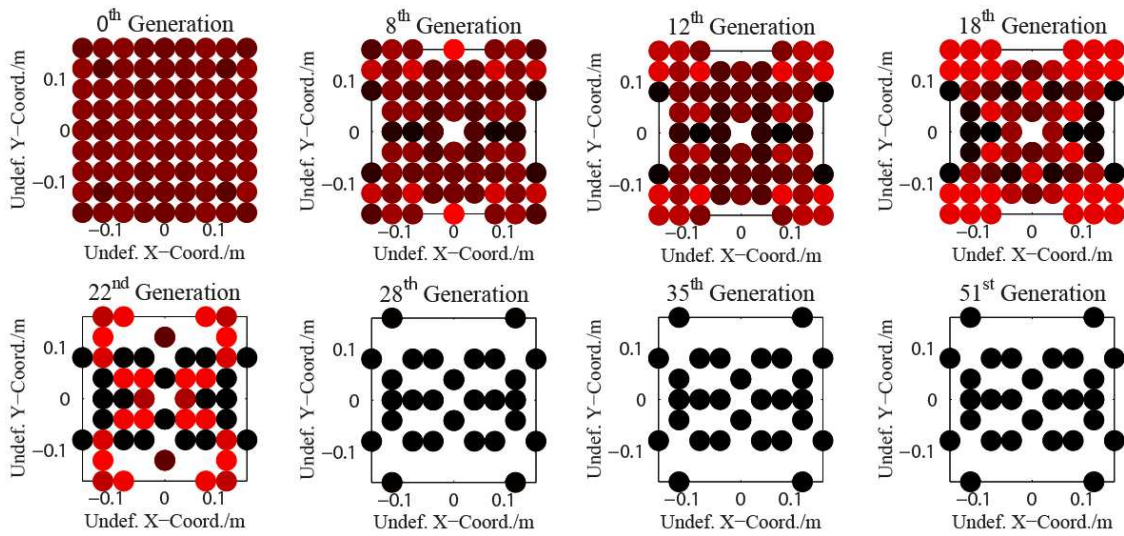 0th Generation
8th Generation
12th Generation
18th Generation
Undef. Y−Coord./m
0.1
0
−0.1
−0.1 0 0.1
Undef. X−Coord./m
Undef. Y−Coord./m
0.1
0
−0.1
−0.1 0 0.1
Undef. X−Coord./m
Undef. Y−Coord./m
0.1
0
−0.1
−0.1 0 0.1
Undef. X−Coord./m
Undef. Y−Coord./m
0.1
0
−0.1
−0.1 0 0.1
Undef. X−Coord./m
22nd Generation
28th Generation
35th Generation
51st Generation
Undef. Y−Coord./m
0.1
0
−0.1
−0.1 0 0.1
Undef. X−Coord./m
Undef. Y−Coord./m
0.1
0
−0.1
−0.1 0 0.1
Undef. X−Coord./m
Undef. Y−Coord./m
0.1
0
−0.1
−0.1 0 0.1
Undef. X−Coord./m
Undef. Y−Coord./m
0.1
0
−0.1
−0.1 0 0.1
Undef. X−Coord./m